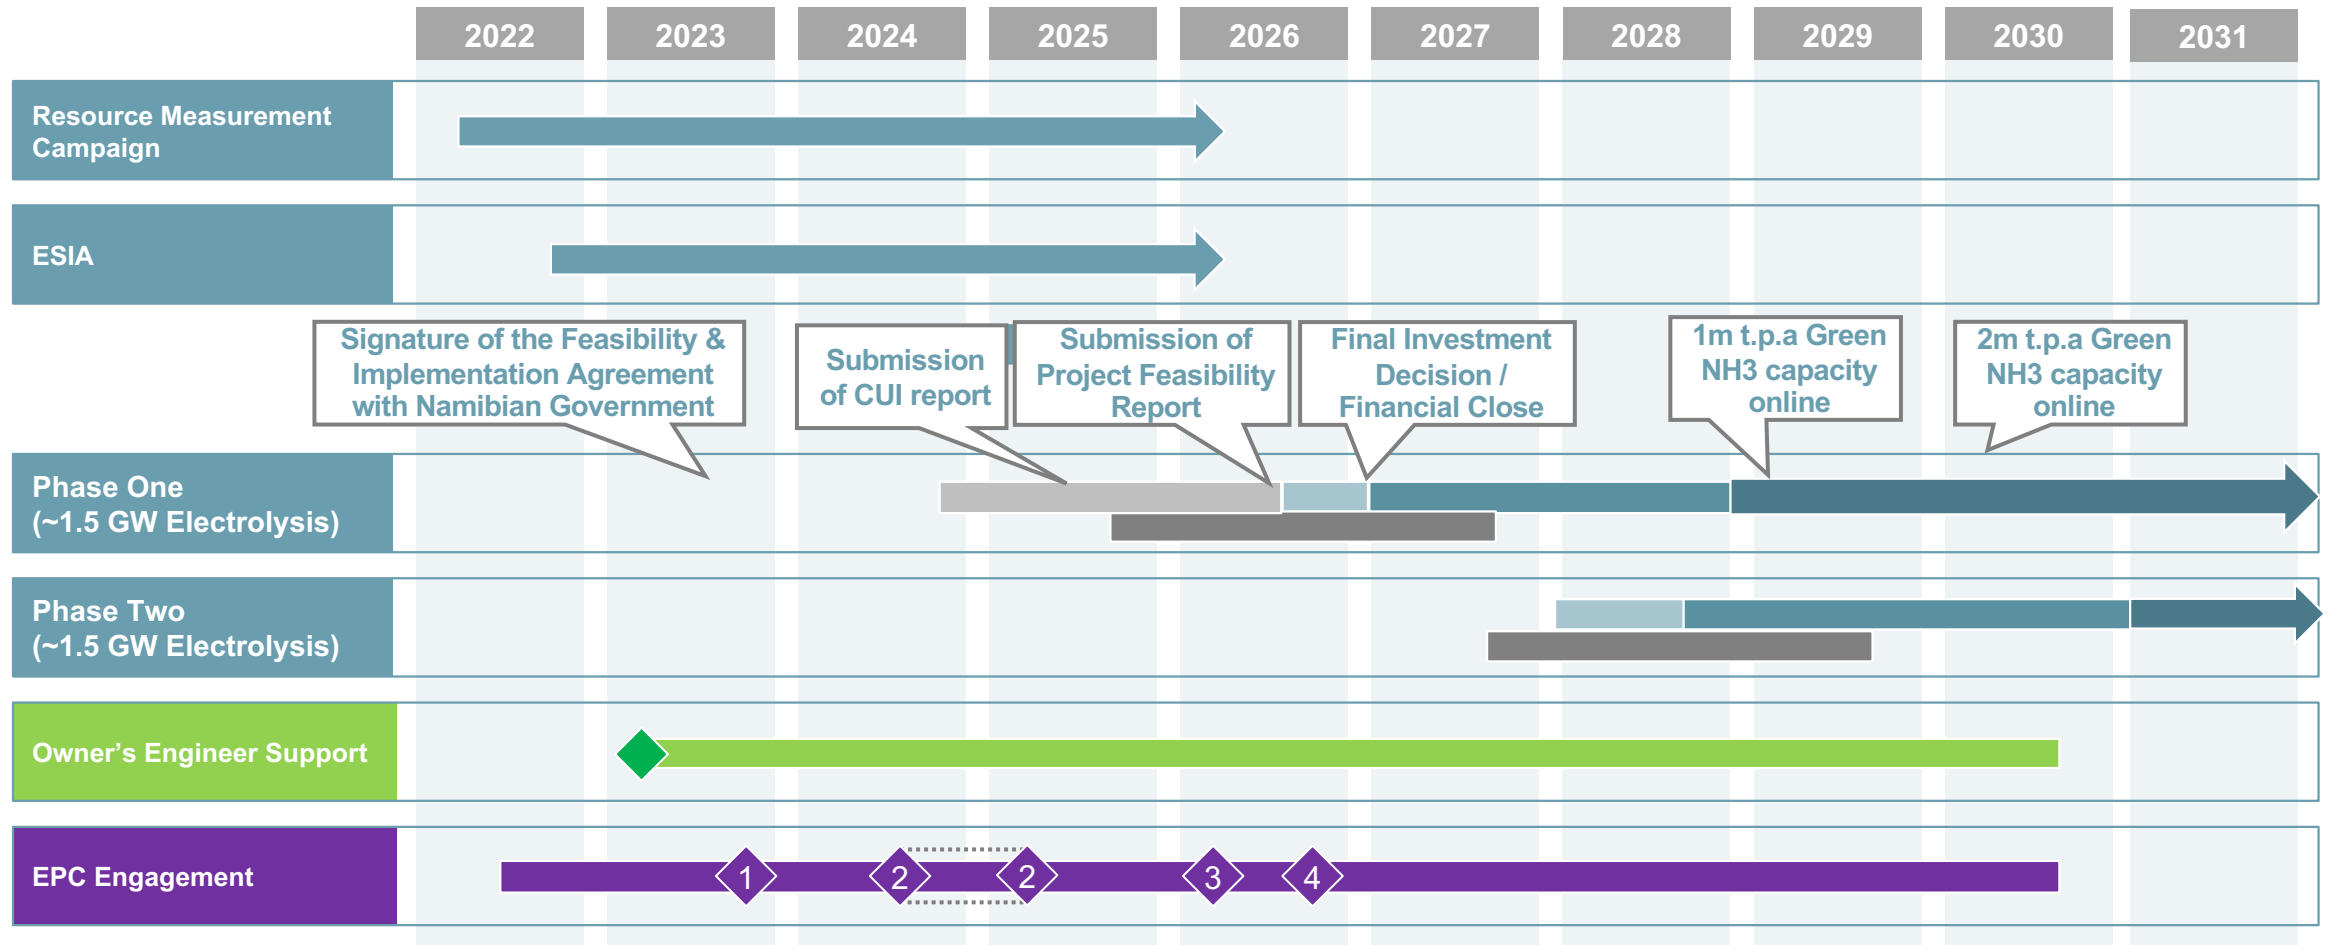 2022
2023
2024
2025
2026
2027
2028
2029
2030
2031
Resource Measurement
Campaign
ESIA
Signature of the Feasibility &
Implementation Agreement
with Namibian Government
Submission
of CUI report
Submission of
Project Feasibility
Report
Final Investment
Decision /
Financial Close
1m t.p.a Green
NH3 capacity
online
2m t.p.a Green
NH3 capacity
online
Phase One
(~1.5 GW Electrolysis)
Phase Two
(~1.5 GW Electrolysis)
Owner’s Engineer Support
EPC Engagement
1
2
2
3
4